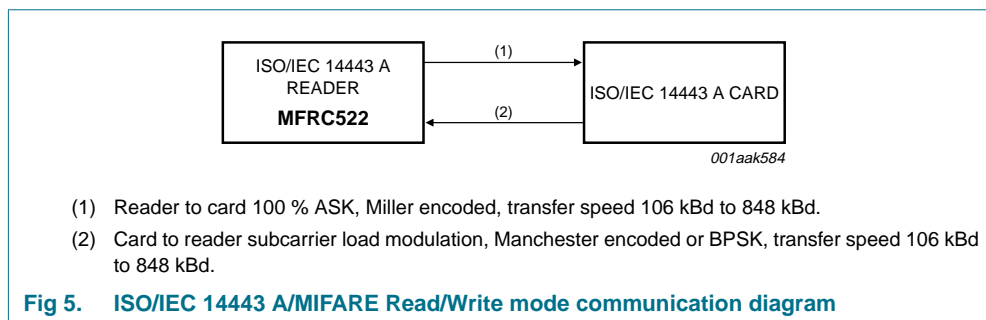 ISO/IEC 14443 A
READER
MFRC522
(1)
(2)
ISO/IEC 14443 A CARD
001aak584
(1) Reader to card 100 % ASK, Miller encoded, transfer speed 106 kBd to 848 kBd.
(2) Card to reader subcarrier load modulation, Manchester encoded or BPSK, transfer speed 106 kBd
to 848 kBd.
Fig 5. ISO/IEC 14443 A/MIFARE Read/Write mode communication diagram